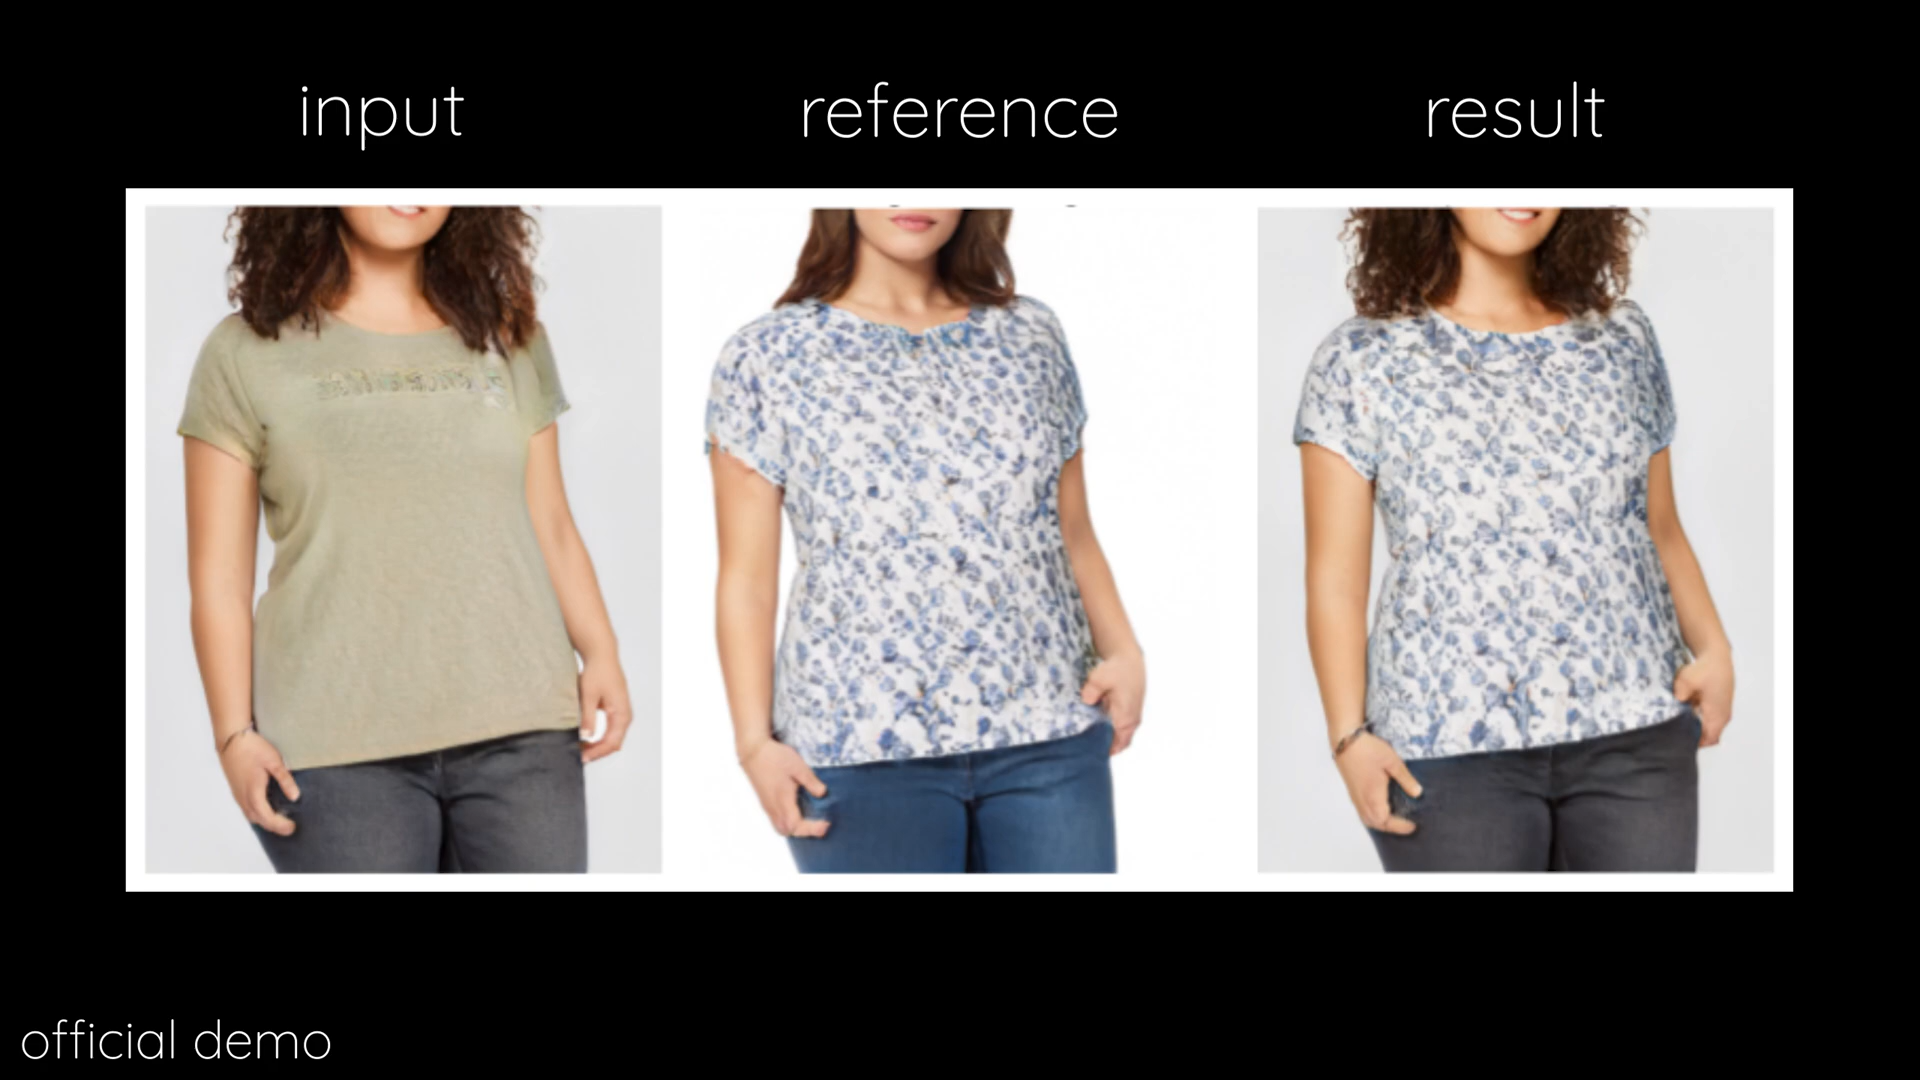 input
reference
result
official demo